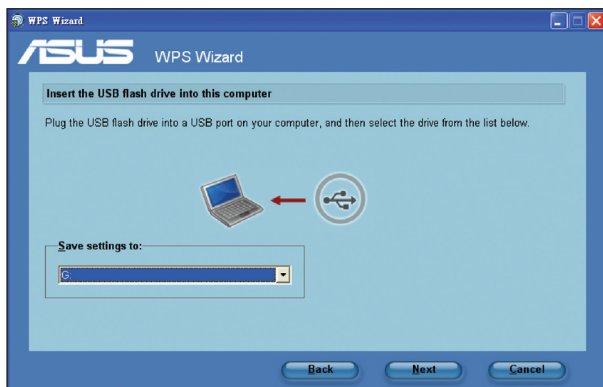 WPS Wizard
ASUS WPS Wizard
Insert the USB flash drive into this computer
Plug the USB flash drive into a USB port on your computer, and then select the drive from the list below.
Save settings to:
G:
Back Next Cancel